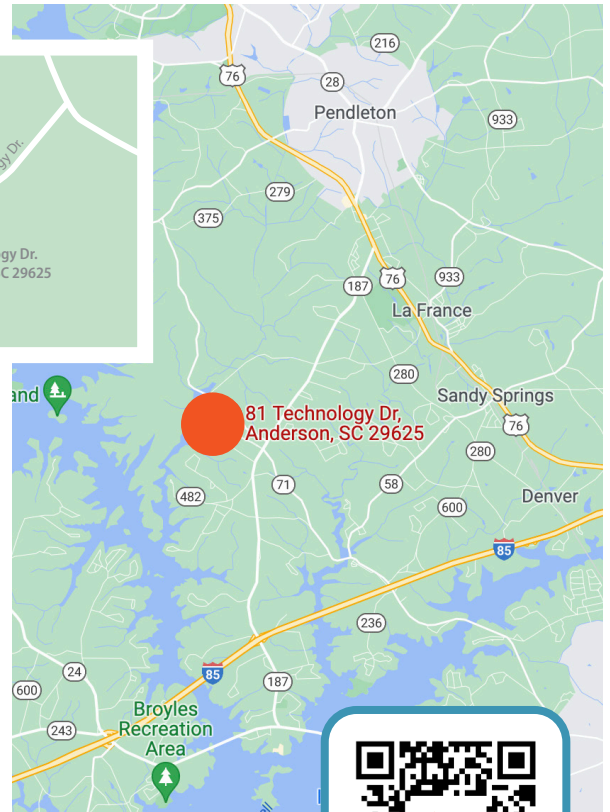 216
76
28
Pendleton
933
gy Dr.
279
375
ogy Dr.
C 29625
187
76
933
La France
280
and
Sandy Springs
81 Technology Dr,
Anderson, SC 29625
76
280
482
71
58
600
Denver
85
236
24
85
187
600
Broyles
Recreation
Area
243